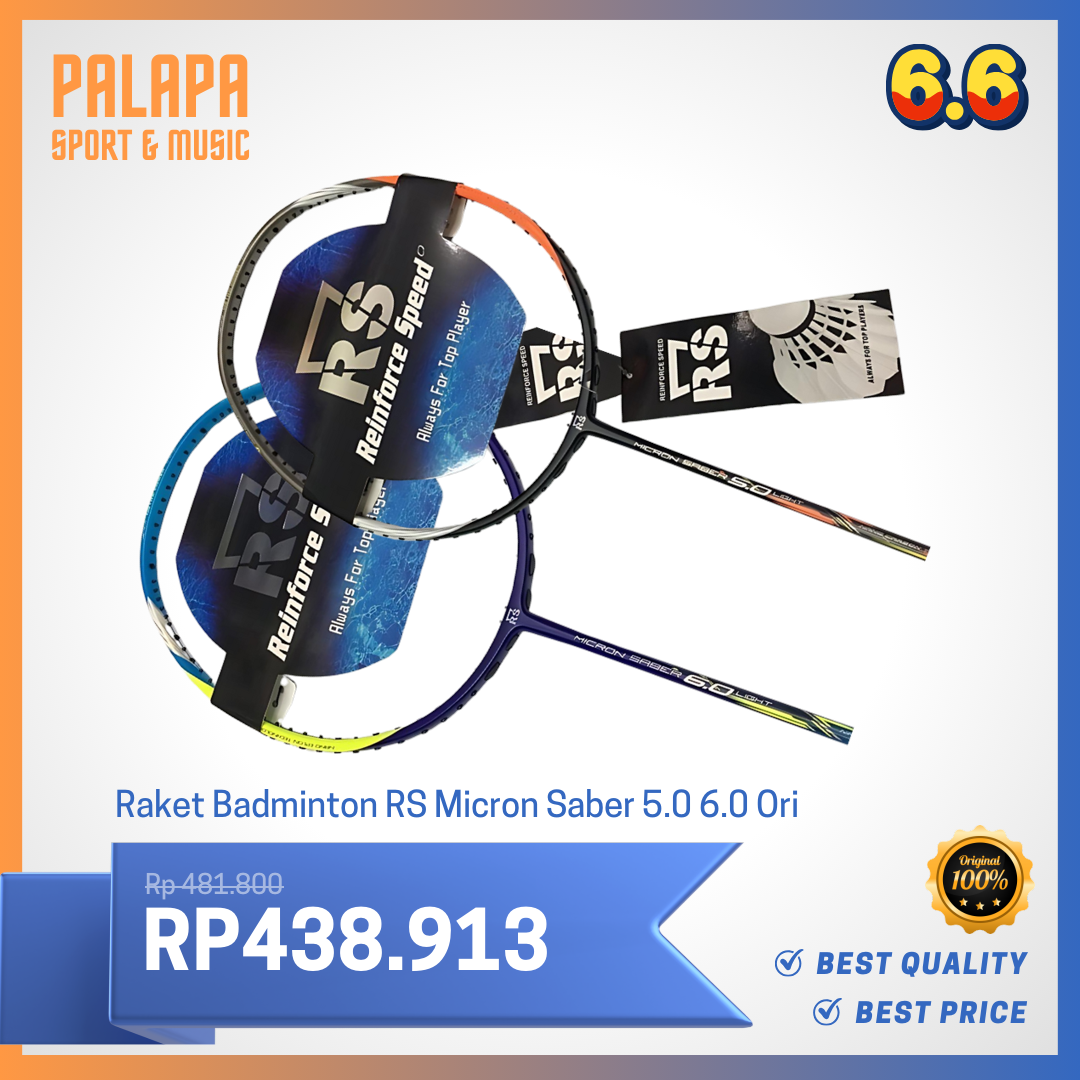 PALAPA
SPORT & MUSIC
6.6
RS
Reinforce Speed
Always For Top Player
REINFORCE SPEED
RS
REINFORCE SPEED
RS
ALWAYS FOR TOP PLAYERS
RS
MICRON SABER 5.0 LIGHT
RS
Reinforce S
Always For Top Player
RS
MICRON SABER 6.0 LIGHT
Raket Badminton RS Micron Saber 5.0 6.0 Ori
Rp 481.800
RP438.913
Original
100%
BEST QUALITY
BEST PRICE